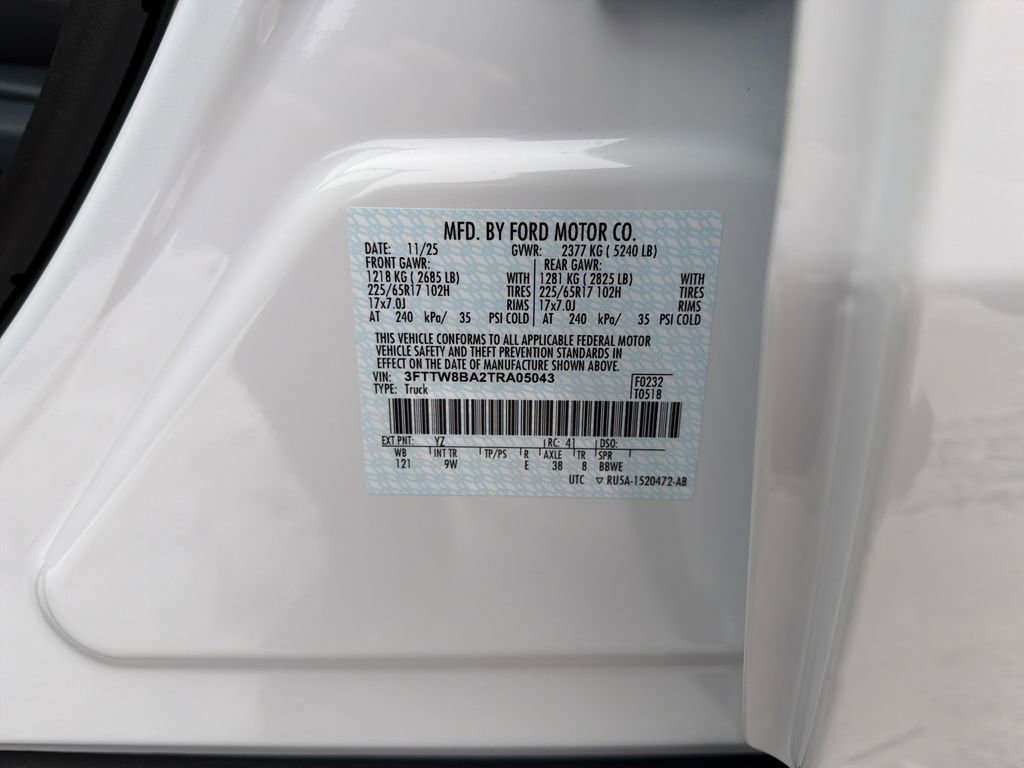 MFD. BY FORD MOTOR CO.
DATE: 11/25 GVWR: 2377 KG ( 5240 LB)
FRONT GAWR: REAR GAWR:
1218 KG ( 2685 LB) WITH 1281 KG ( 2825 LB) WITH
225/65R17 102H TIRES 225/65R17 102H TIRES
17x7.0J RIMS 17x7.0J RIMS
AT 240 kPa/ 35 PSI COLD AT 240 kPa/ 35 PSI COLD
THIS VEHICLE CONFORMS TO ALL APPLICABLE FEDERAL MOTOR
VEHICLE SAFETY AND THEFT PREVENTION STANDARDS IN
EFFECT ON THE DATE OF MANUFACTURE SHOWN ABOVE.
VIN: 3FTTW8BA2TRA05043 F0232
TYPE: Truck T0518
EXT PNT: YZ RC: 41 DSO:
WB INT TR TP/PS R AXLE TR SPR
121 9W E 38 8 BBWE
UTC ▽ RU5A-1520472-AB